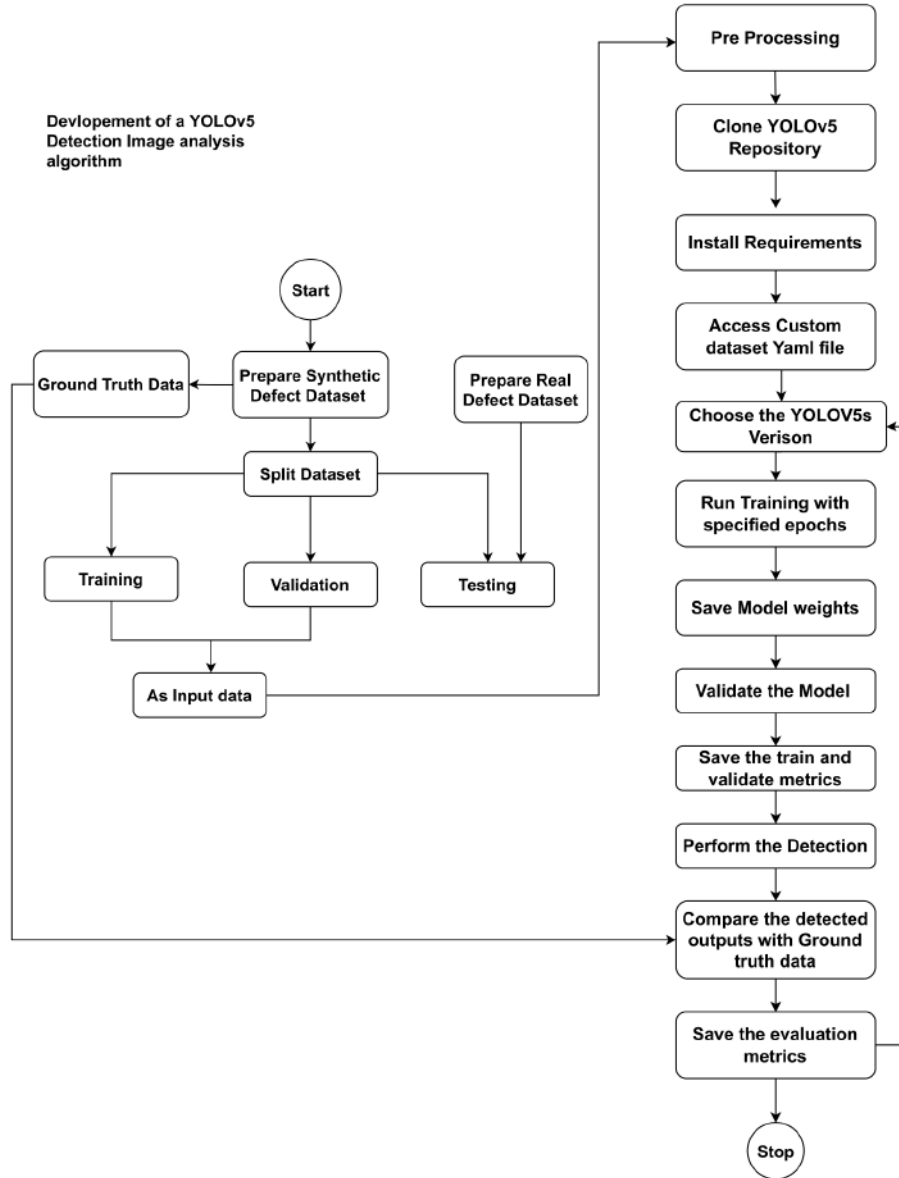 Devlopement of a YOLOv5
Detection Image analysis
algorithm
Start
Prepare Synthetic
Defect Dataset
Ground Truth Data
Prepare Real
Defect Dataset
Split Dataset
Training
Validation
Testing
As Input data
Pre Processing
Clone YOLOv5
Repository
Install Requirements
Access Custom
dataset Yaml file
Choose the YOLOV5s
Verison
Run Training with
specified epochs
Save Model weights
Validate the Model
Save the train and
validate metrics
Perform the Detection
Compare the detected
outputs with Ground
truth data
Save the evaluation
metrics
Stop